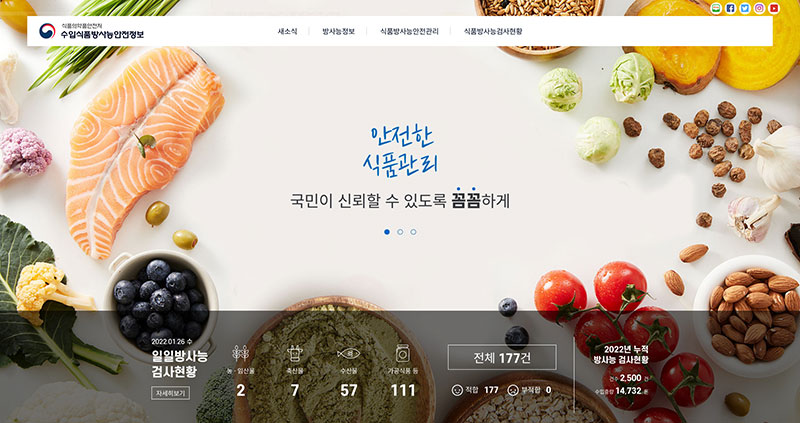 식품의약품안전처
수입식품방사능안전정보
새소식 방사능정보 식품방사능안전관리 식품방사능검사현황
안전한
식품관리
국민이 신뢰할 수 있도록 꼼꼼하게
2022.01.26 수
일일방사능
검사현황
자세히보기
농·임산물
2
축산물
7
수산물
57
가공식품 등
111
전체 177건
적합 177 부적합 0
2022년 누적
방사능 검사현황
건수 2,500 건
수입중량 14,732 톤